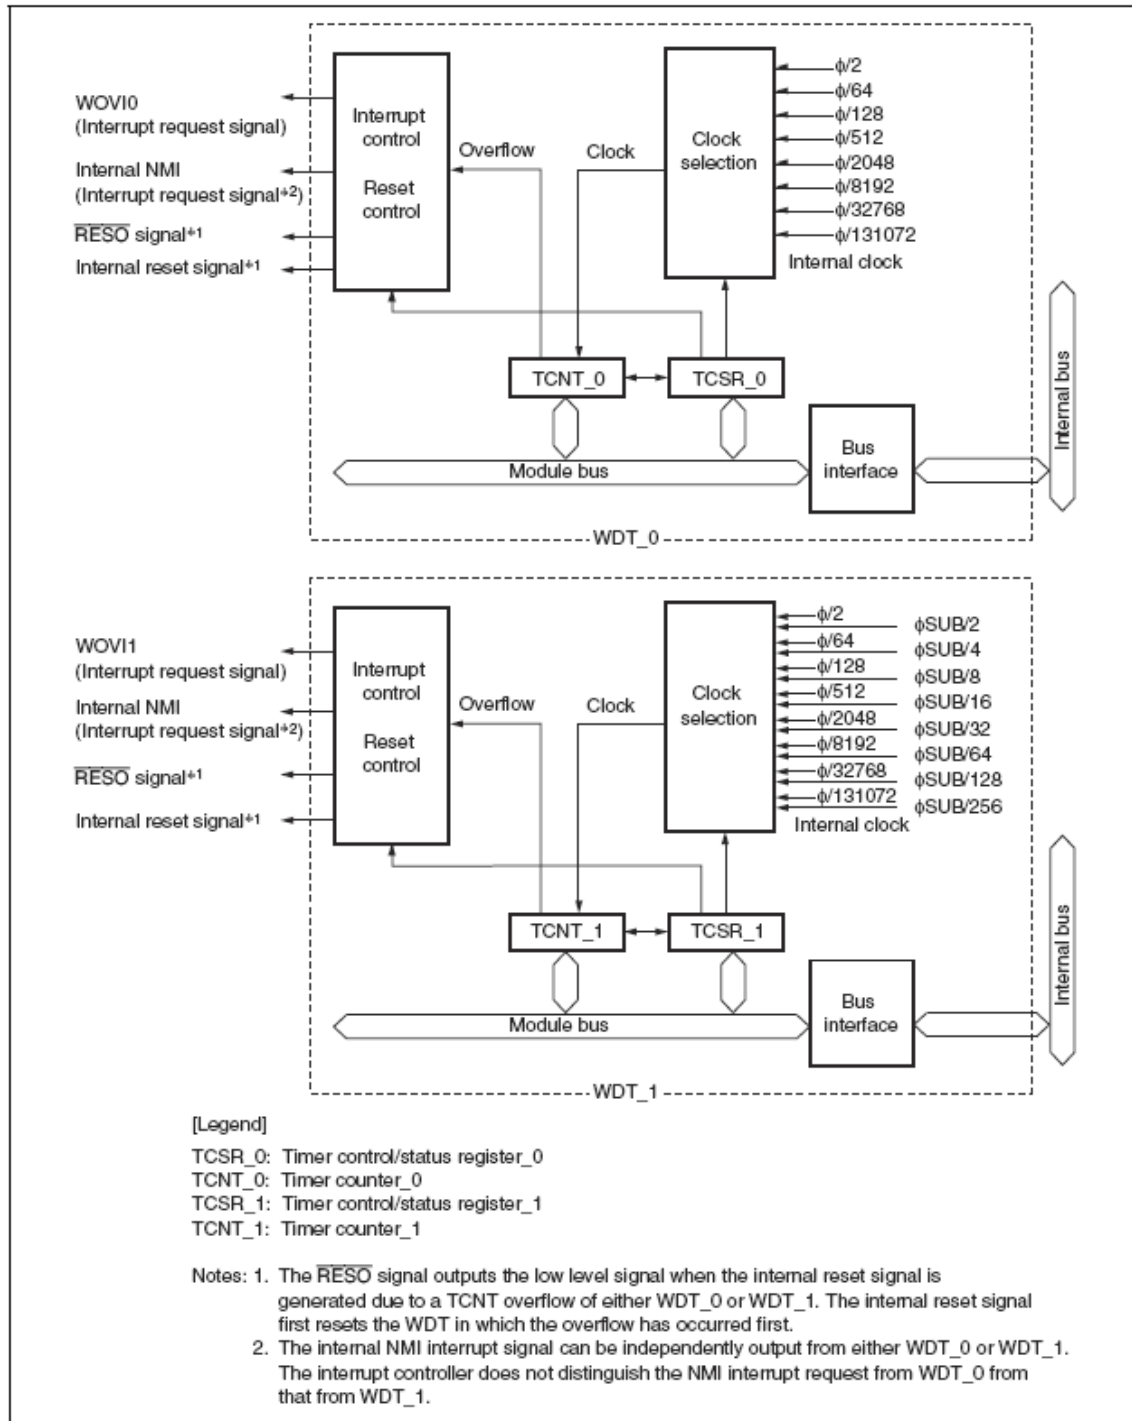 WOVI0
(Interrupt request signal)
Internal NMI
(Interrupt request signal*2)
RESO signal*1
Internal reset signal*1
Interrupt
control
Reset
control
Overflow
Clock
Clock
selection
ϕ/2
ϕ/64
ϕ/128
ϕ/512
ϕ/2048
ϕ/8192
ϕ/32768
ϕ/131072
Internal clock
TCNT_0
TCSR_0
Module bus
Bus
interface
Internal bus
WDT_0
WOVI1
(Interrupt request signal)
Internal NMI
(Interrupt request signal*2)
RESO signal*1
Internal reset signal*1
Interrupt
control
Reset
control
Overflow
Clock
Clock
selection
ϕ/2
ϕSUB/2
ϕ/64
ϕSUB/4
ϕ/128
ϕSUB/8
ϕ/512
ϕSUB/16
ϕ/2048
ϕSUB/32
ϕ/8192
ϕSUB/64
ϕ/32768
ϕSUB/128
ϕ/131072
ϕSUB/256
Internal clock
TCNT_1
TCSR_1
Module bus
Bus
interface
Internal bus
WDT_1
[Legend]
TCSR_0: Timer control/status register_0
TCNT_0: Timer counter_0
TCSR_1: Timer control/status register_1
TCNT_1: Timer counter_1
Notes: 1. The RESO signal outputs the low level signal when the internal reset signal is
generated due to a TCNT overflow of either WDT_0 or WDT_1. The internal reset signal
first resets the WDT in which the overflow has occurred first.
2. The internal NMI interrupt signal can be independently output from either WDT_0 or WDT_1.
The interrupt controller does not distinguish the NMI interrupt request from WDT_0 from
that from WDT_1.